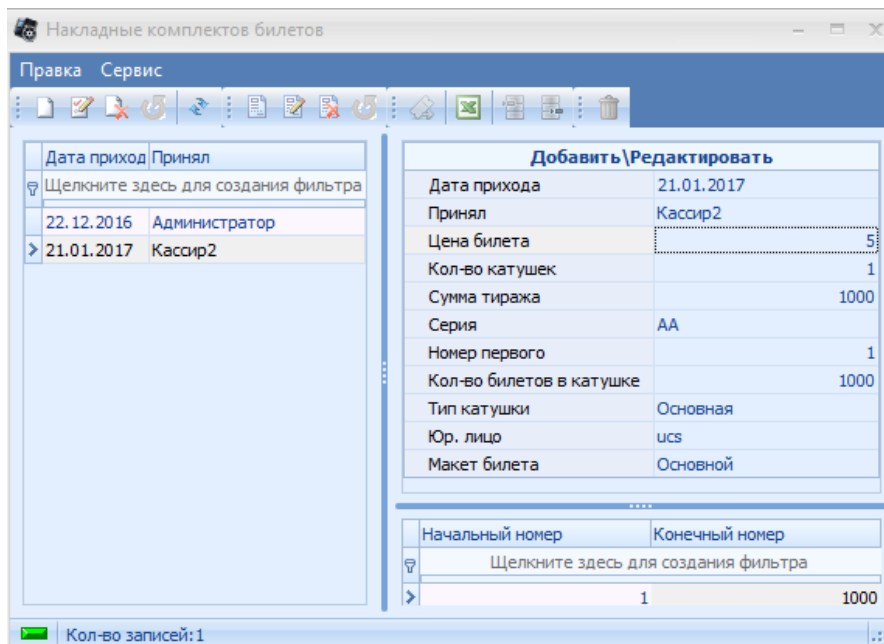 Накладные комплектов билетов
Правка Сервис
Дата приход Принял
Щелкните здесь для создания фильтра
22.12.2016 Администратор
21.01.2017 Кассир2
Добавить\Редактировать
Дата прихода 21.01.2017
Принял Кассир2
Цена билета 5
Кол-во катушек 1
Сумма тиража 1000
Серия АА
Номер первого 1
Кол-во билетов в катушке 1000
Тип катушки Основная
Юр. лицо ucs
Макет билета Основной
Начальный номер Конечный номер
Щелкните здесь для создания фильтра
1 1000
Кол-во записей:1